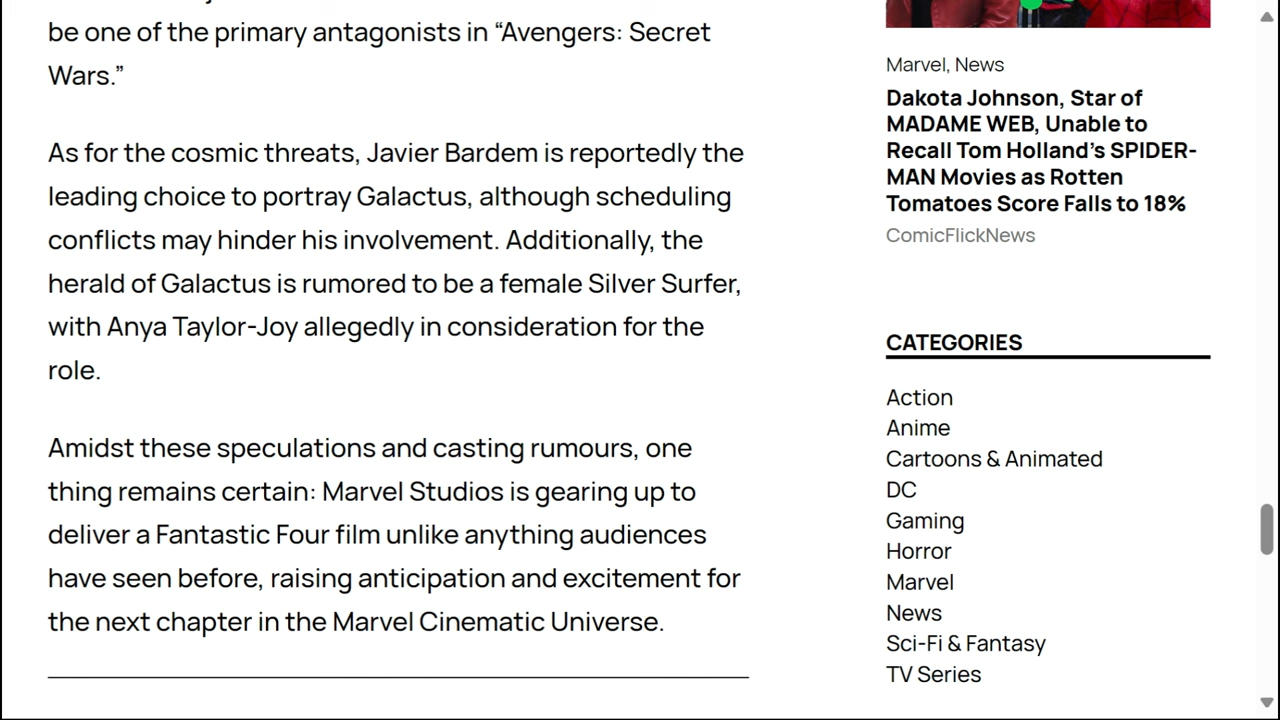 be one of the primary antagonists in “Avengers: Secret
Wars.”
As for the cosmic threats, Javier Bardem is reportedly the
leading choice to portray Galactus, although scheduling
conflicts may hinder his involvement. Additionally, the
herald of Galactus is rumored to be a female Silver Surfer,
with Anya Taylor-Joy allegedly in consideration for the
role.
Amidst these speculations and casting rumours, one
thing remains certain: Marvel Studios is gearing up to
deliver a Fantastic Four film unlike anything audiences
have seen before, raising anticipation and excitement for
the next chapter in the Marvel Cinematic Universe.
Marvel, News
Dakota Johnson, Star of
MADAME WEB, Unable to
Recall Tom Holland’s SPIDER-
MAN Movies as Rotten
Tomatoes Score Falls to 18%
ComicFlickNews
CATEGORIES
Action
Anime
Cartoons & Animated
DC
Gaming
Horror
Marvel
News
Sci-Fi & Fantasy
TV Series